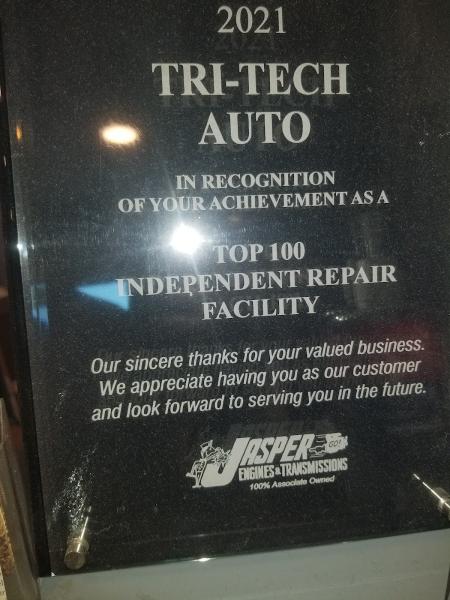 2021
TRI-TECH
AUTO
IN RECOGNITION
OF YOUR ACHIEVEMENT AS A
TOP 100
INDEPENDENT REPAIR
FACILITY
Our sincere thanks for your valued business.
We appreciate having you as our customer
and look forward to serving you in the future.
JASPER GO!
ENGINES & TRANSMISSIONS
100% Associate Owned